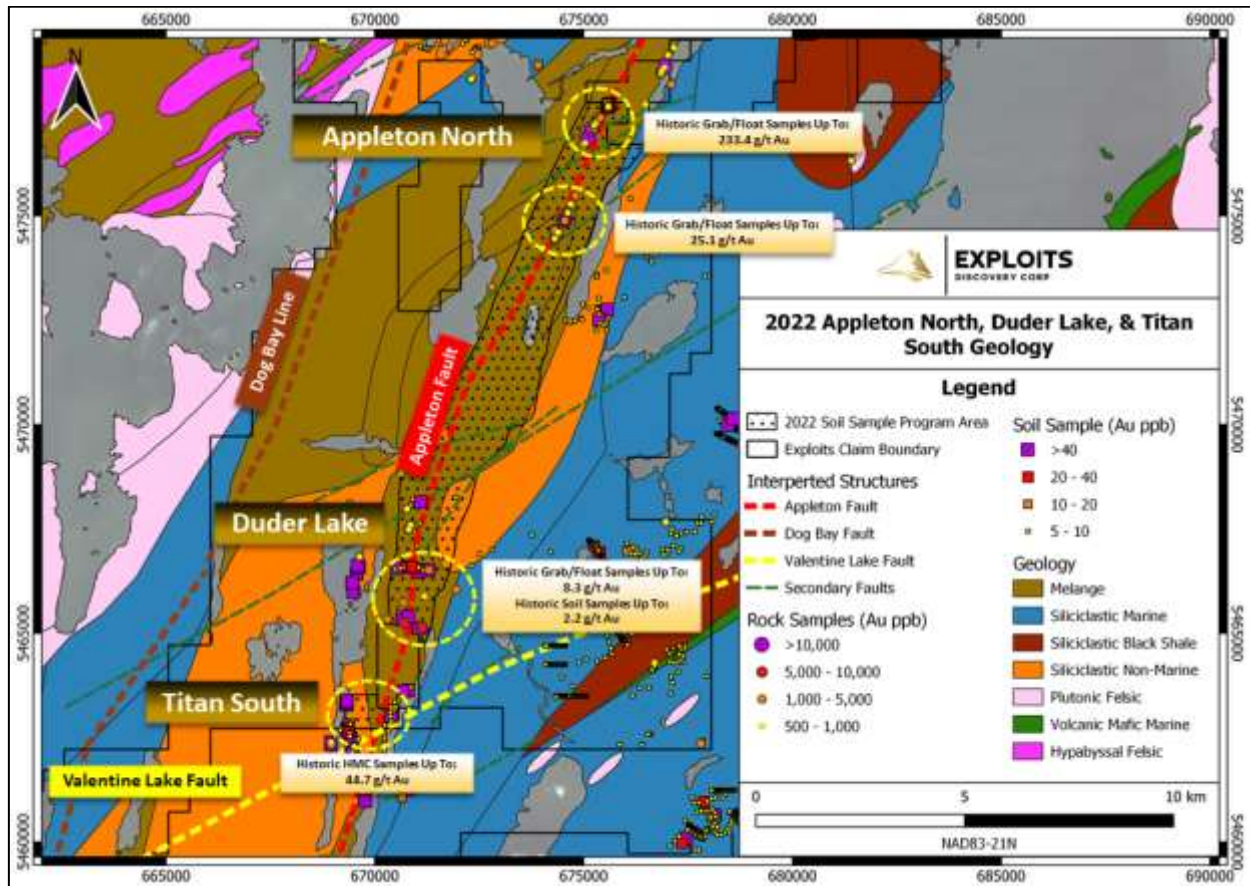 665000 670000 675000 680000 685000 690000
N
Appleton North
Historic Grab/Float Samples Up To:
233.4 g/t Au
Historic Grab/Float Samples Up To:
25.1 g/t Au
5475000
5475000
Dog Bay Line
Appleton Fault
5470000
5470000
Duder Lake
Historic Grab/Float Samples Up To:
8.3 g/t Au
Historic Soil Samples Up To:
2.2 g/t Au
5465000
5465000
Titan South
Historic HMC Samples Up To:
44.7 g/t Au
Valentine Lake Fault
5460000
5460000
EXPLOITS
DISCOVERY CORP
2022 Appleton North, Duder Lake, & Titan
South Geology
Legend
2022 Soil Sample Program Area
Exploits Claim Boundary
Interperted Structures
Appleton Fault
Dog Bay Fault
Valentine Lake Fault
Secondary Faults
Rock Samples (Au ppb)
>10,000
5,000 - 10,000
1,000 - 5,000
500 - 1,000
Soil Sample (Au ppb)
>40
20 - 40
10 - 20
5 - 10
Geology
Melange
Siliciclastic Marine
Siliciclastic Black Shale
Siliciclastic Non-Marine
Plutonic Felsic
Volcanic Mafic Marine
Hypabyssal Felsic
0 5 10 km
NAD83-21N
665000 670000 675000 680000 685000 690000